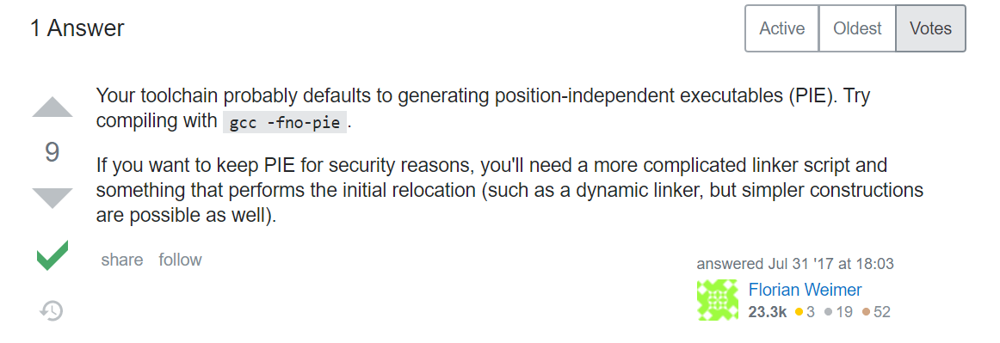 1 Answer
Active Oldest Votes
Your toolchain probably defaults to generating position-independent executables (PIE). Try
compiling with gcc -fno-pie .
9
If you want to keep PIE for security reasons, you'll need a more complicated linker script and
something that performs the initial relocation (such as a dynamic linker, but simpler constructions
are possible as well).
share follow
answered Jul 31 '17 at 18:03
Florian Weimer
23.3k 3 19 52